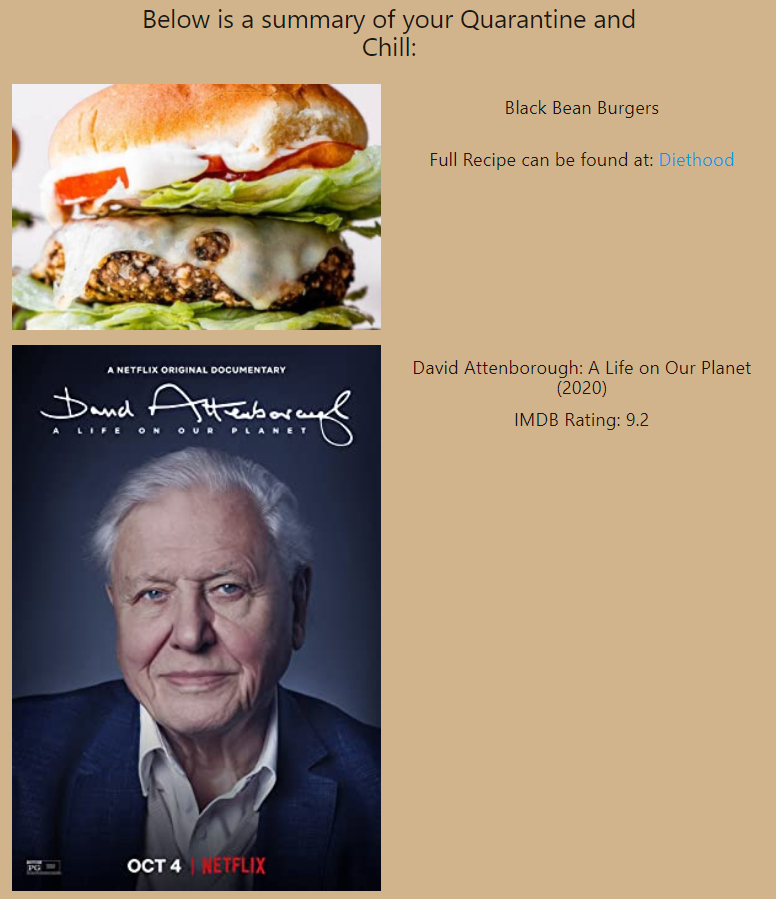 Below is a summary of your Quarantine and
Chill:
Black Bean Burgers
Full Recipe can be found at: Diethood
A NETFLIX ORIGINAL DOCUMENTARY
David Attenborough
A LIFE ON OUR PLANET
David Attenborough: A Life on Our Planet
(2020)
IMDB Rating: 9.2
PG
OCT 4 | NETFLIX